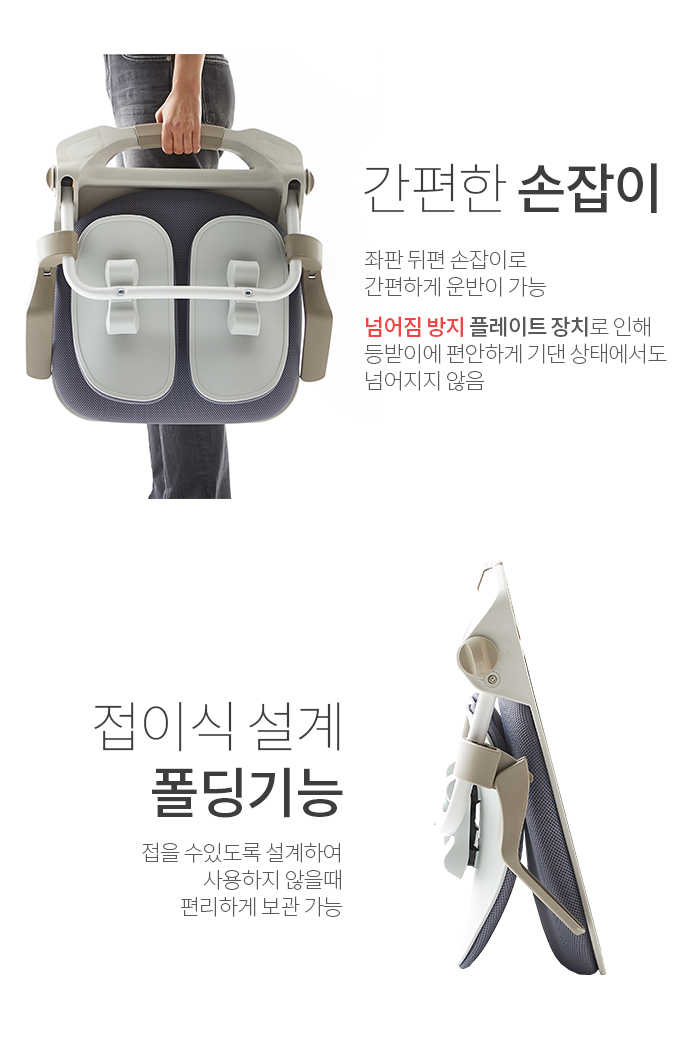 간편한 손잡이
좌판 뒤편 손잡이로
간편하게 운반이 가능
넘어짐 방지 플레이트 장치로 인해
등받이에 편안하게 기댄 상태에서도
넘어지지 않음
접이식 설계
폴딩기능
접을 수있도록 설계하여
사용하지 않을때
편리하게 보관 가능